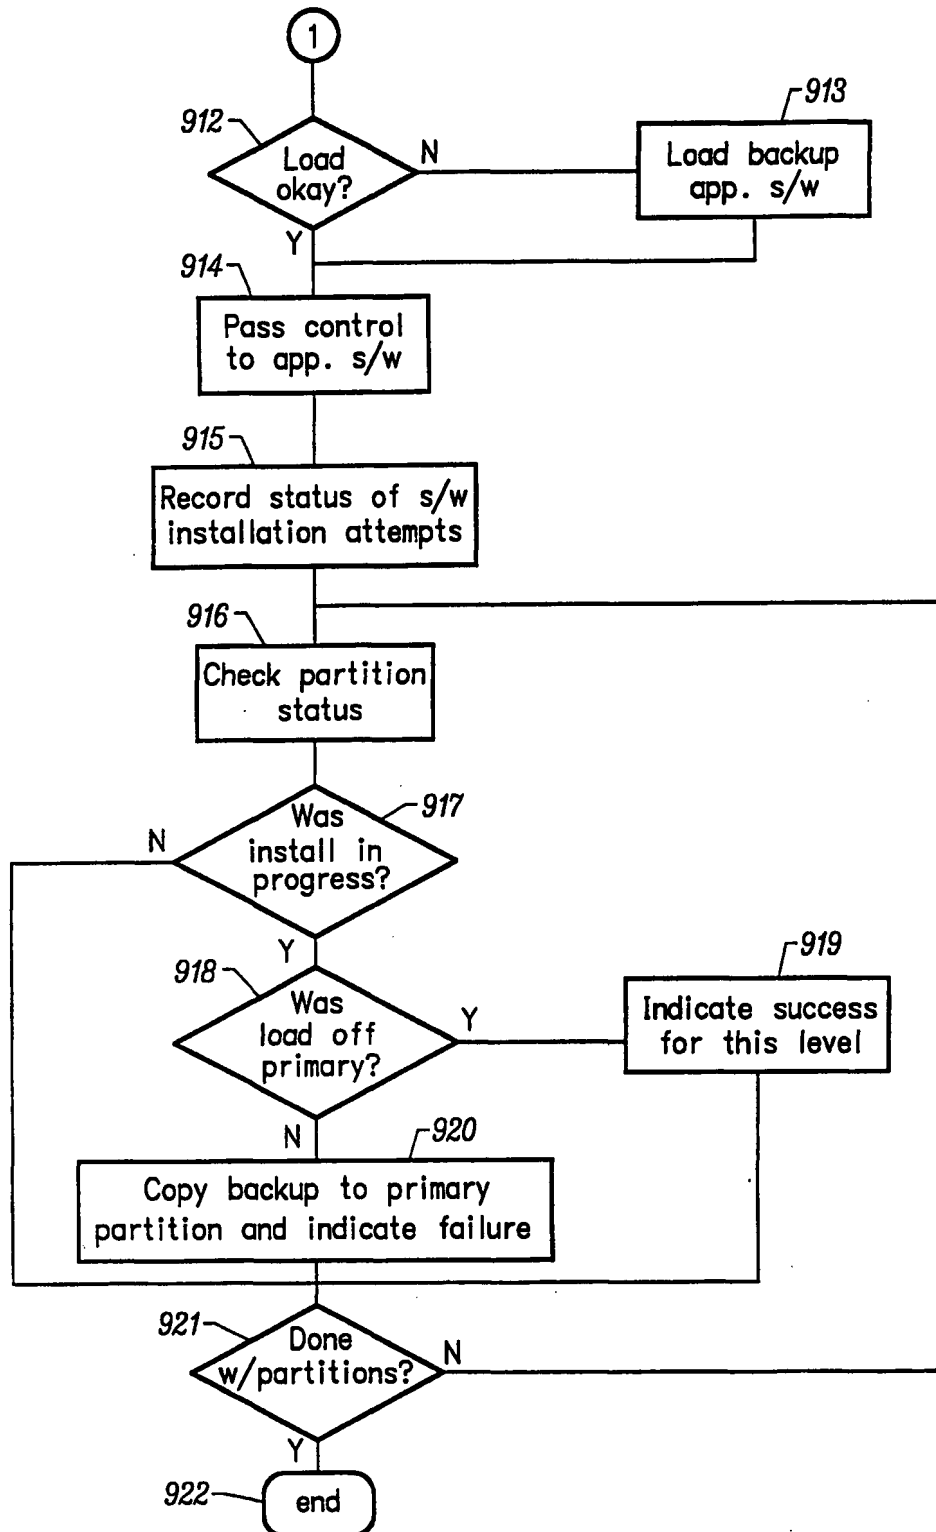 1
912
Load
okay?
N
Y
913
Load backup
app. s/w
914
Pass control
to app. s/w
915
Record status of s/w
installation attempts
916
Check partition
status
917
Was
install in
progress?
N
Y
918
Was
load off
primary?
Y
N
919
Indicate success
for this level
920
Copy backup to primary
partition and indicate failure
921
Done
w/partitions?
N
Y
922
end